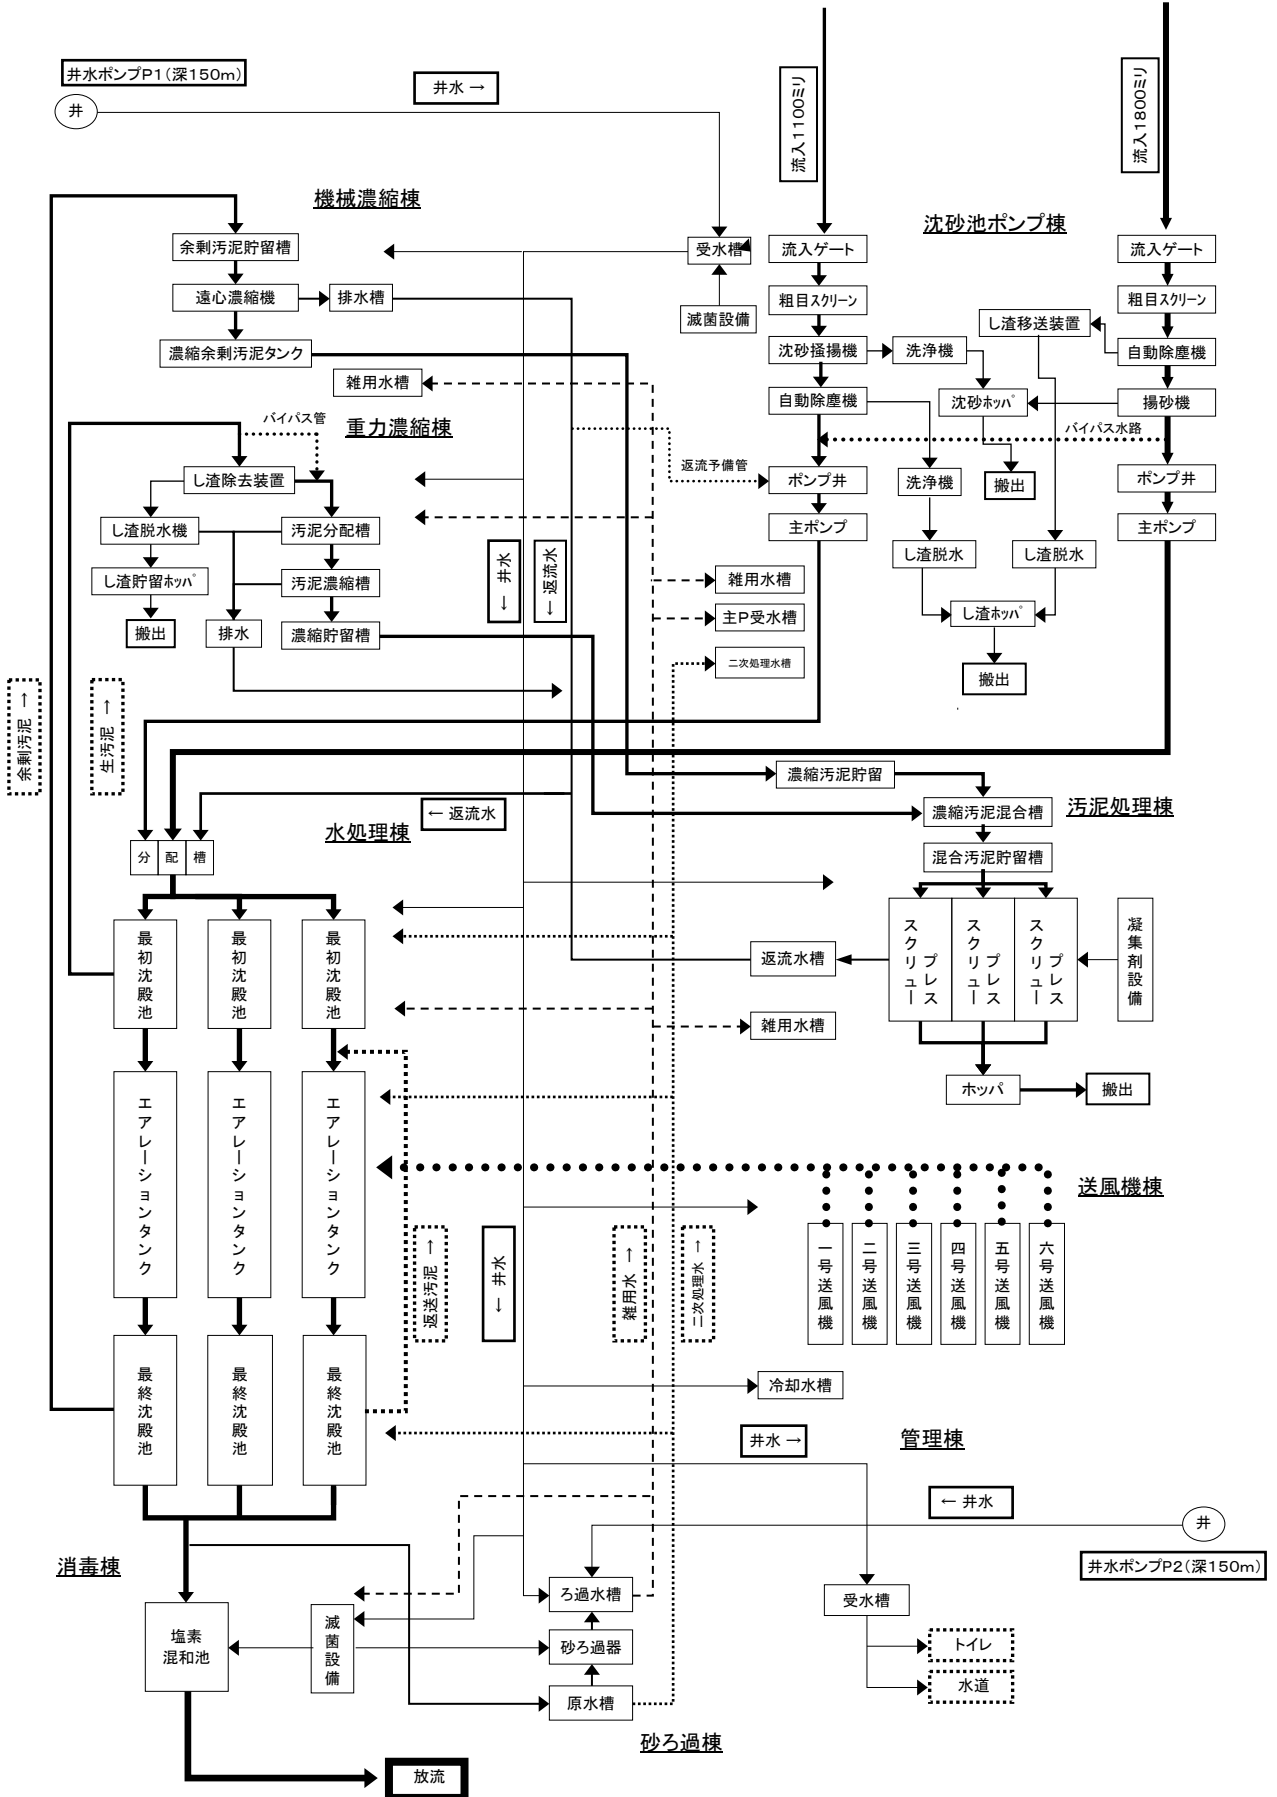 井水ポンプP1(深150m)
井
井水 →
流入1100ミリ
流入1800ミリ
機械濃縮棟
沈砂池ポンプ棟
余剰汚泥貯留槽
受水槽
流入ゲート
流入ゲート
遠心濃縮機
排水槽
滅菌設備
粗目スクリーン
粗目スクリーン
し渣移送装置
濃縮余剰汚泥タンク
沈砂掻揚機
洗浄機
自動除塵機
雑用水槽
自動除塵機
沈砂ホッパ
揚砂機
バイパス管
重力濃縮棟
バイパス水路
返流予備管
し渣除去装置
ポンプ井
洗浄機
搬出
ポンプ井
し渣脱水機
汚泥分配槽
主ポンプ
主ポンプ
← 井水
← 返流水
し渣脱水
し渣脱水
し渣貯留ホッパ
汚泥濃縮槽
雑用水槽
主P受水槽
し渣ホッパ
搬出
排水
濃縮貯留槽
二次処理水槽
搬出
余剰汚泥 →
生汚泥 →
濃縮汚泥貯留
← 返流水
水処理棟
濃縮汚泥混合槽
汚泥処理棟
分
配
槽
混合汚泥貯留槽
最初沈殿池
最初沈殿池
最初沈殿池
返流水槽
スクリュープレス
スクリュープレス
スクリュープレス
凝集剤設備
雑用水槽
ホッパ
搬出
エアレーションタンク
エアレーションタンク
エアレーションタンク
送風機棟
返送汚泥 →
← 井水
雑用水 →
二次処理水 →
一号送風機
二号送風機
三号送風機
四号送風機
五号送風機
六号送風機
最終沈殿池
最終沈殿池
最終沈殿池
冷却水槽
井水 →
管理棟
← 井水
井
井水ポンプP2(深150m)
消毒棟
ろ過水槽
受水槽
塩素
混和池
滅菌設備
砂ろ過器
トイレ
水道
原水槽
砂ろ過棟
放流